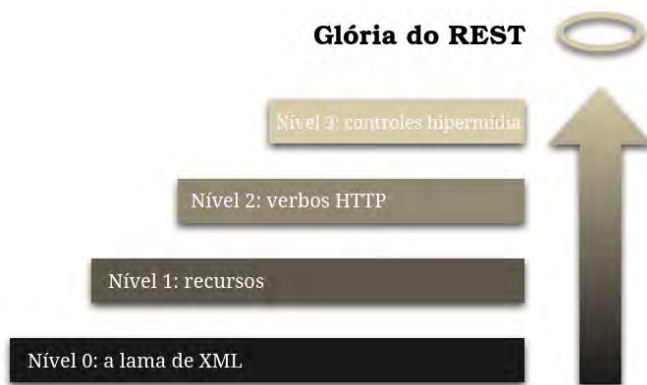 Glória do REST
Nível 3: controles hipermídia
Nível 2: verbos HTTP
Nível 1: recursos
Nível 0: a lama de XML